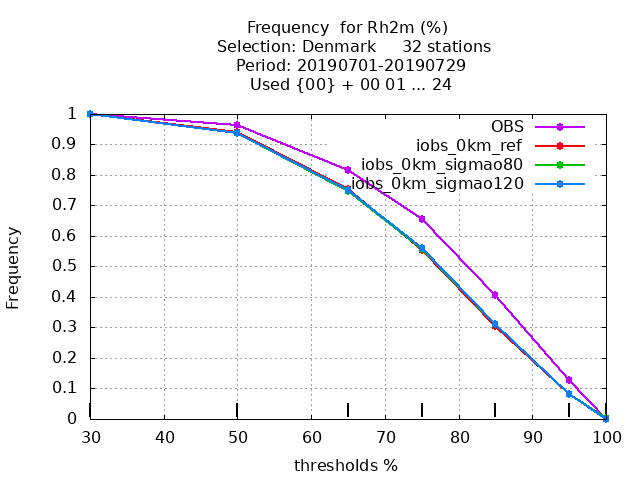 Frequency  for Rh2m (%)
Selection: Denmark     32 stations
Period: 20190701-20190729
Used {00} + 00 01 ... 24
OBS
iobs_0km_ref
iobs_0km_sigmao80
iobs_0km_sigmao120
Frequency
1
0.9
0.8
0.7
0.6
0.5
0.4
0.3
0.2
0.1
0
30 40 50 60 70 80 90 100
thresholds %